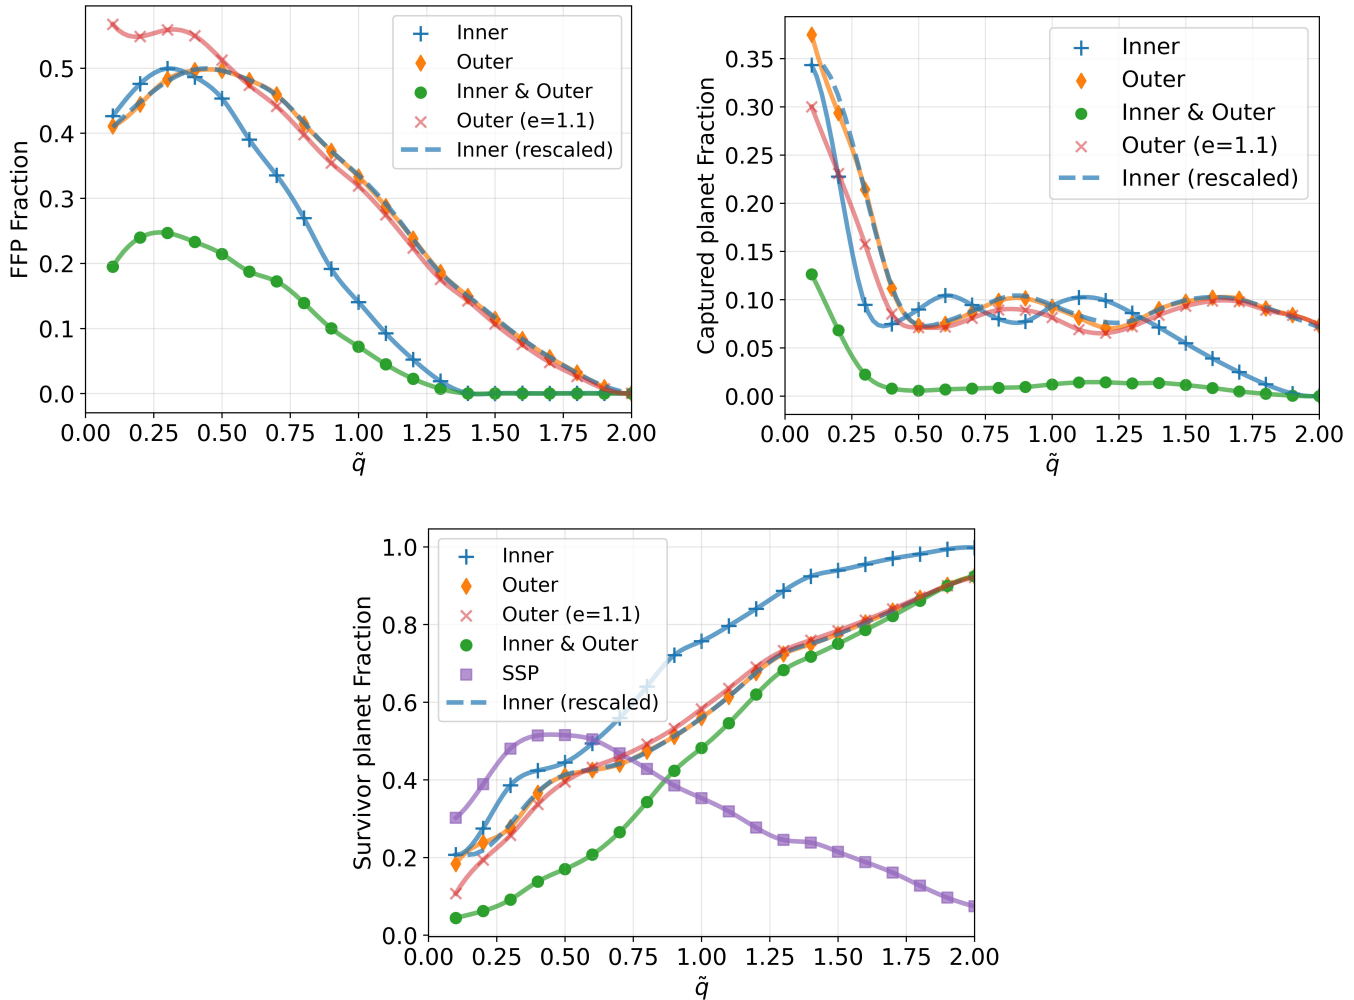 FFP Fraction
0.5
0.4
0.3
0.2
0.1
0.0
Inner
Outer
Inner & Outer
Outer (e=1.1)
Inner (rescaled)
0.00 0.25 0.50 0.75 1.00 1.25 1.50 1.75 2.00
q̃
Captured planet Fraction
0.35
0.30
0.25
0.20
0.15
0.10
0.05
0.00
Inner
Outer
Inner & Outer
Outer (e=1.1)
Inner (rescaled)
0.00 0.25 0.50 0.75 1.00 1.25 1.50 1.75 2.00
q̃
Survivor planet Fraction
1.0
0.8
0.6
0.4
0.2
0.0
Inner
Outer
Outer (e=1.1)
Inner & Outer
SSP
Inner (rescaled)
0.00 0.25 0.50 0.75 1.00 1.25 1.50 1.75 2.00
q̃